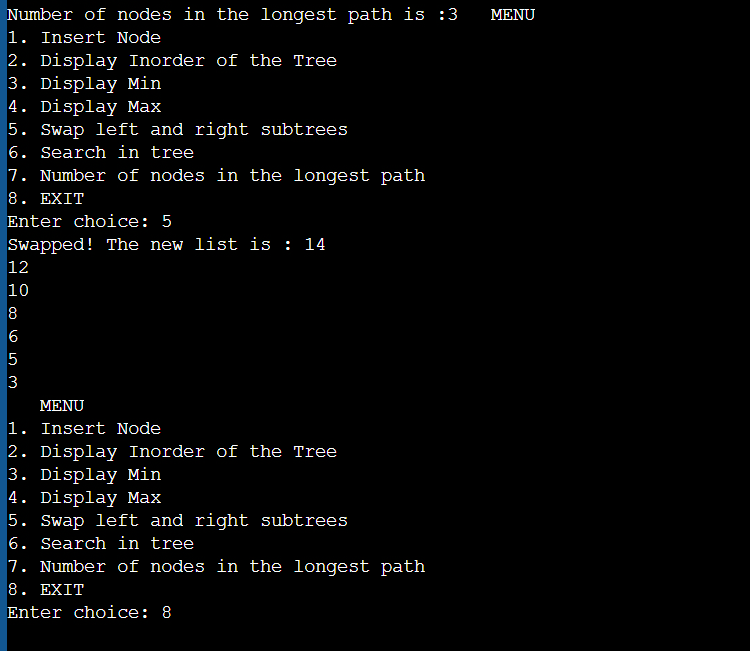 Number of nodes in the longest path is :3   MENU
1. Insert Node
2. Display Inorder of the Tree
3. Display Min
4. Display Max
5. Swap left and right subtrees
6. Search in tree
7. Number of nodes in the longest path
8. EXIT
Enter choice: 5
Swapped! The new list is : 14
12
10
8
6
5
3
   MENU
1. Insert Node
2. Display Inorder of the Tree
3. Display Min
4. Display Max
5. Swap left and right subtrees
6. Search in tree
7. Number of nodes in the longest path
8. EXIT
Enter choice: 8